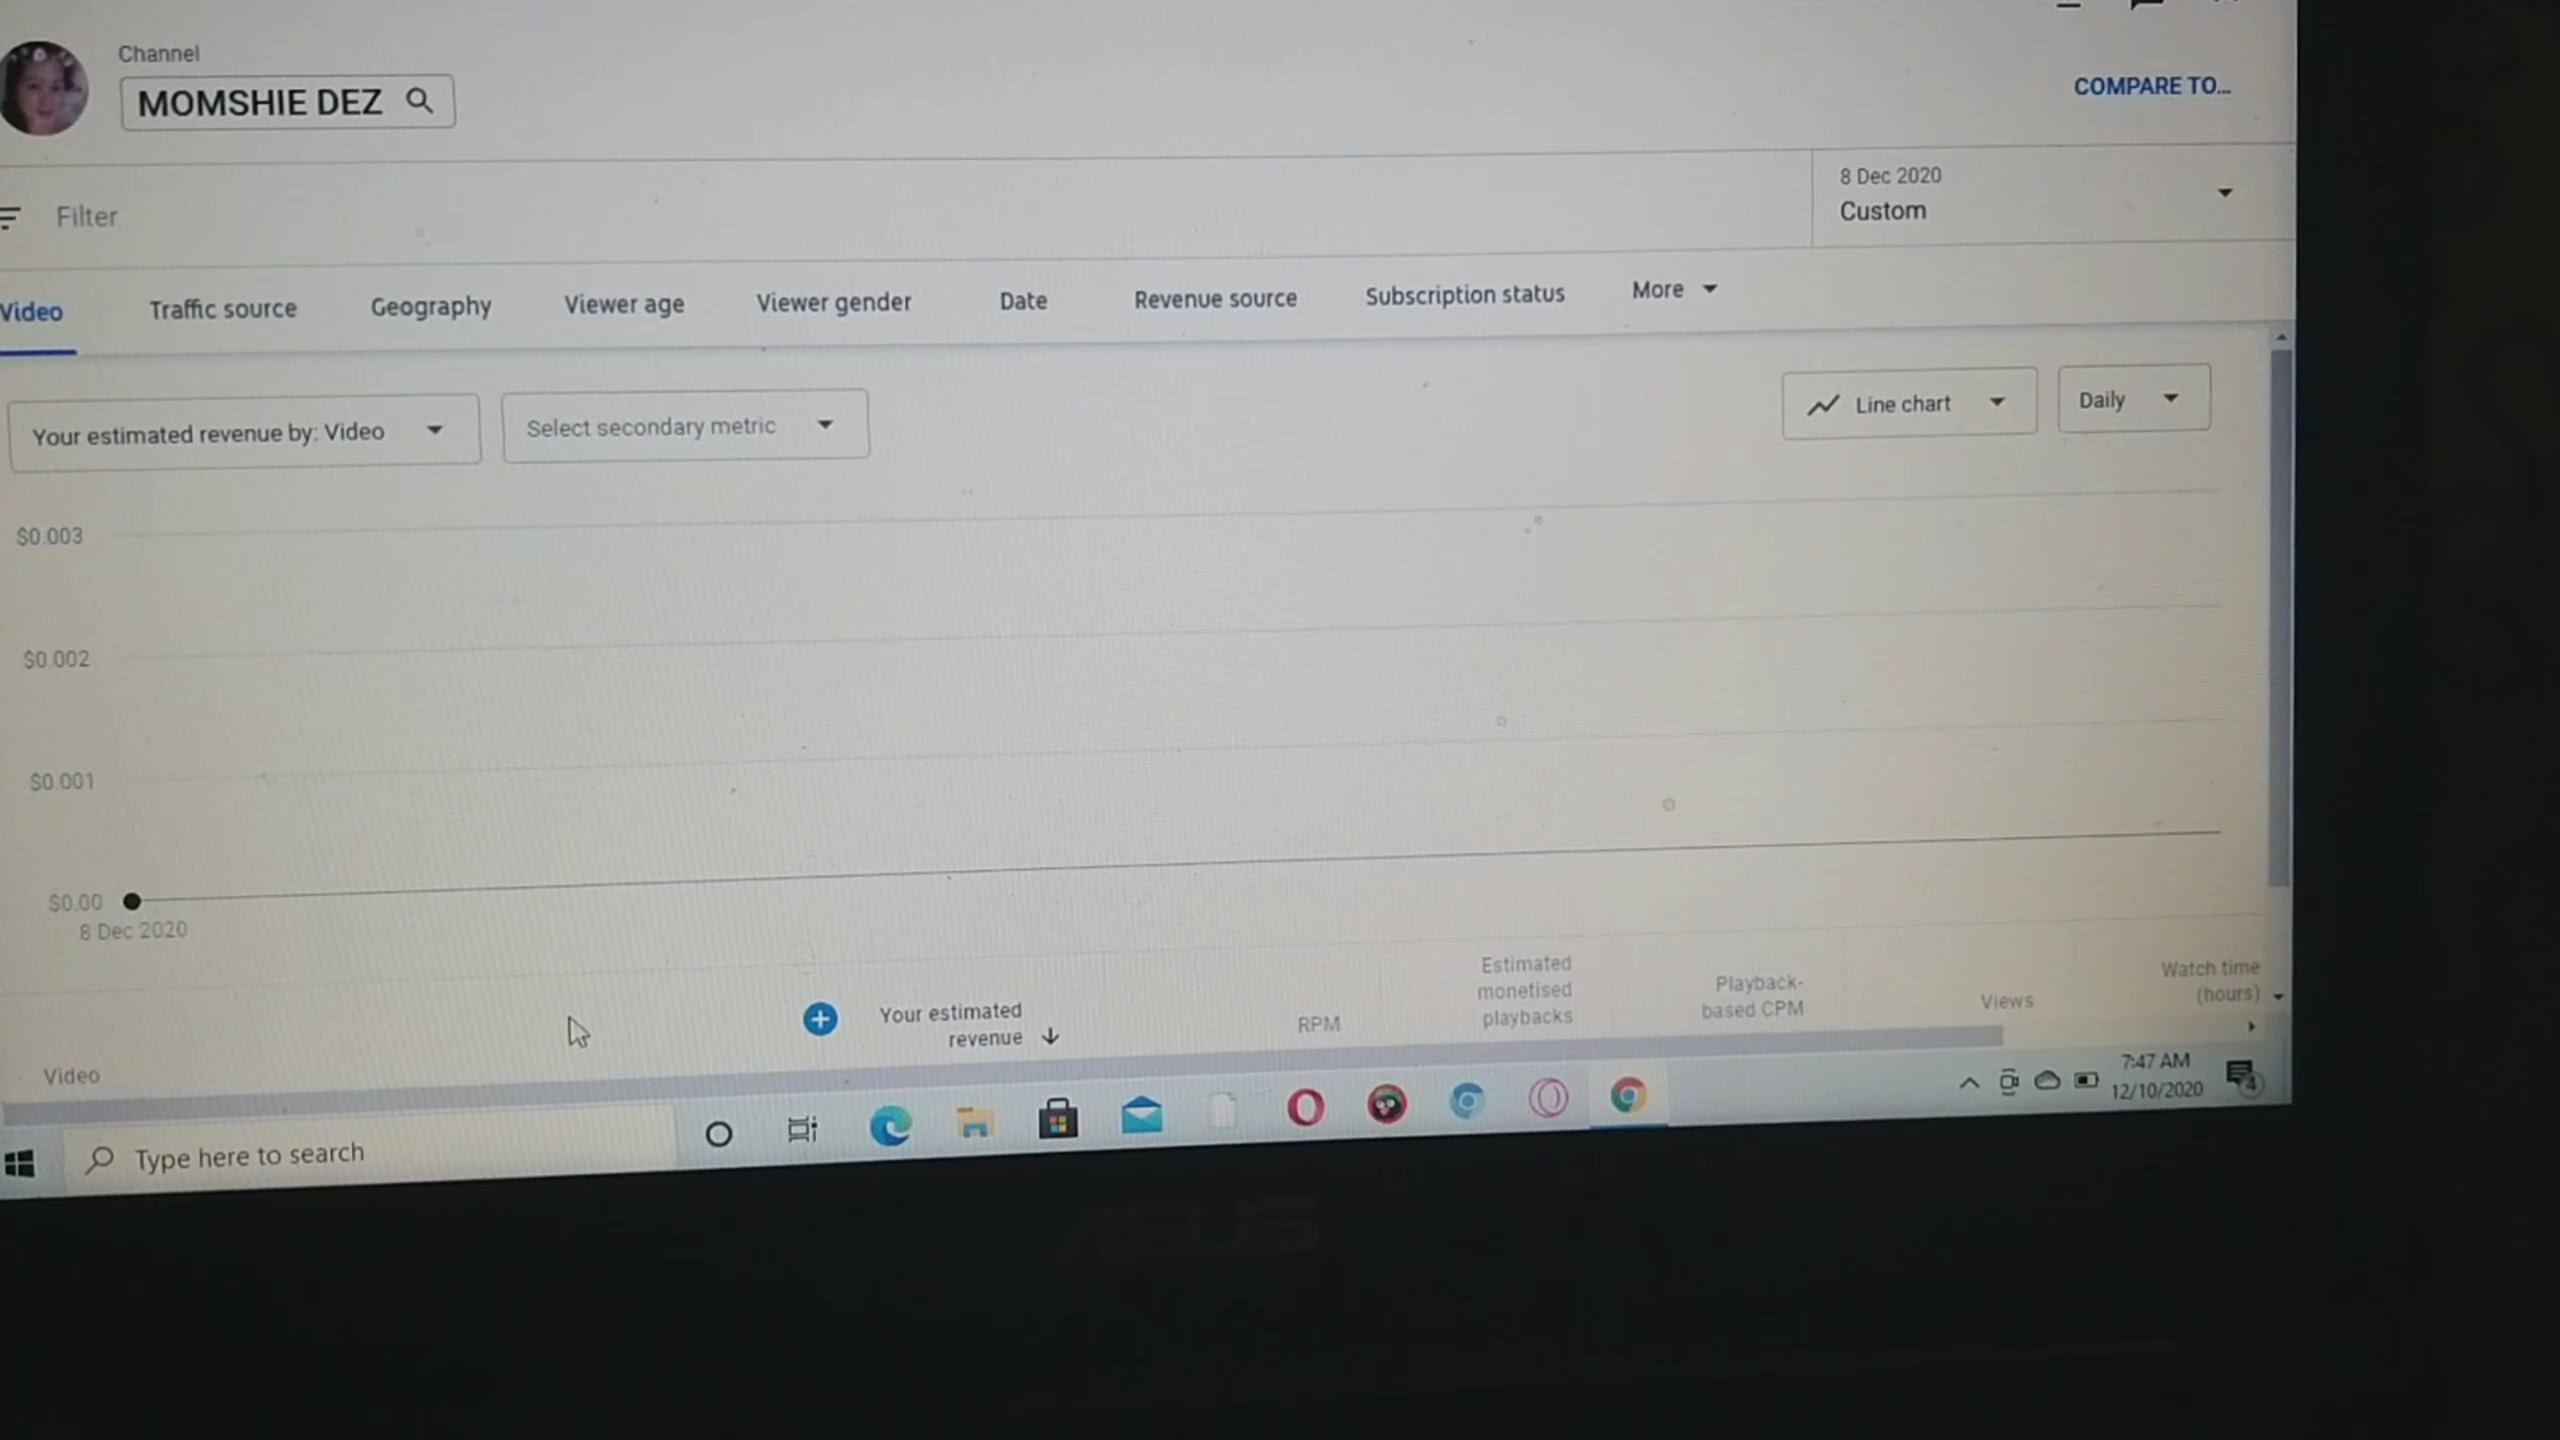 Channel
MOMSHIE DEZ
COMPARE TO...
Filter
8 Dec 2020
Custom
Video
Traffic source
Geography
Viewer age
Viewer gender
Date
Revenue source
Subscription status
More
Your estimated revenue by: Video
Select secondary metric
Line chart
Daily
$0.003
$0.002
$0.001
$0.00
8 Dec 2020
Video
Your estimated
revenue
RPM
Estimated
monetised
playbacks
Playback-
based CPM
Views
Watch time
(hours)
Type here to search
7:47 AM
12/10/2020
4
ASUS